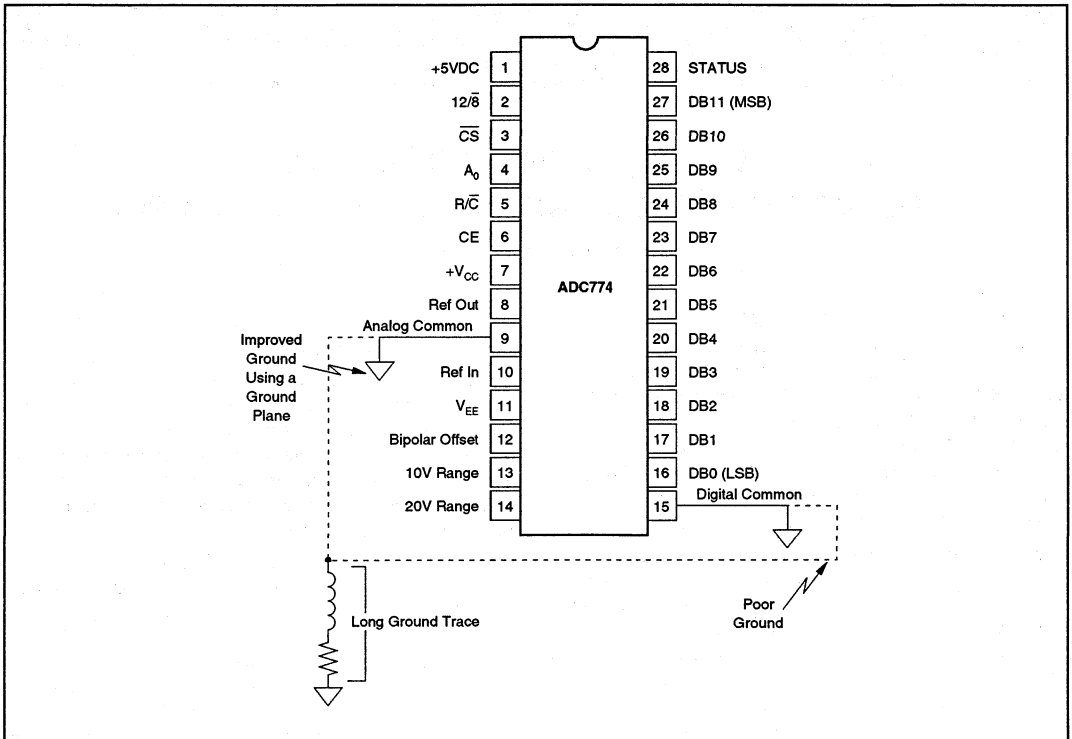 +5VDC 1
12/8̅ 2
C̅S̅ 3
A₀ 4
R/C̅ 5
CE 6
+V_CC 7
Ref Out 8
Analog Common 9
Ref In 10
V_EE 11
Bipolar Offset 12
10V Range 13
20V Range 14
ADC774
28 STATUS
27 DB11 (MSB)
26 DB10
25 DB9
24 DB8
23 DB7
22 DB6
21 DB5
20 DB4
19 DB3
18 DB2
17 DB1
16 DB0 (LSB)
15 Digital Common
Improved
Ground
Using a
Ground
Plane
Long Ground Trace
Poor
Ground